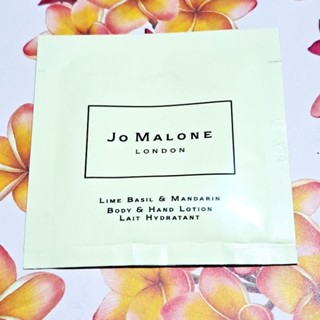 Jo Malone
London
Lime Basil & Mandarin
Body & Hand Lotion
Lait Hydratant